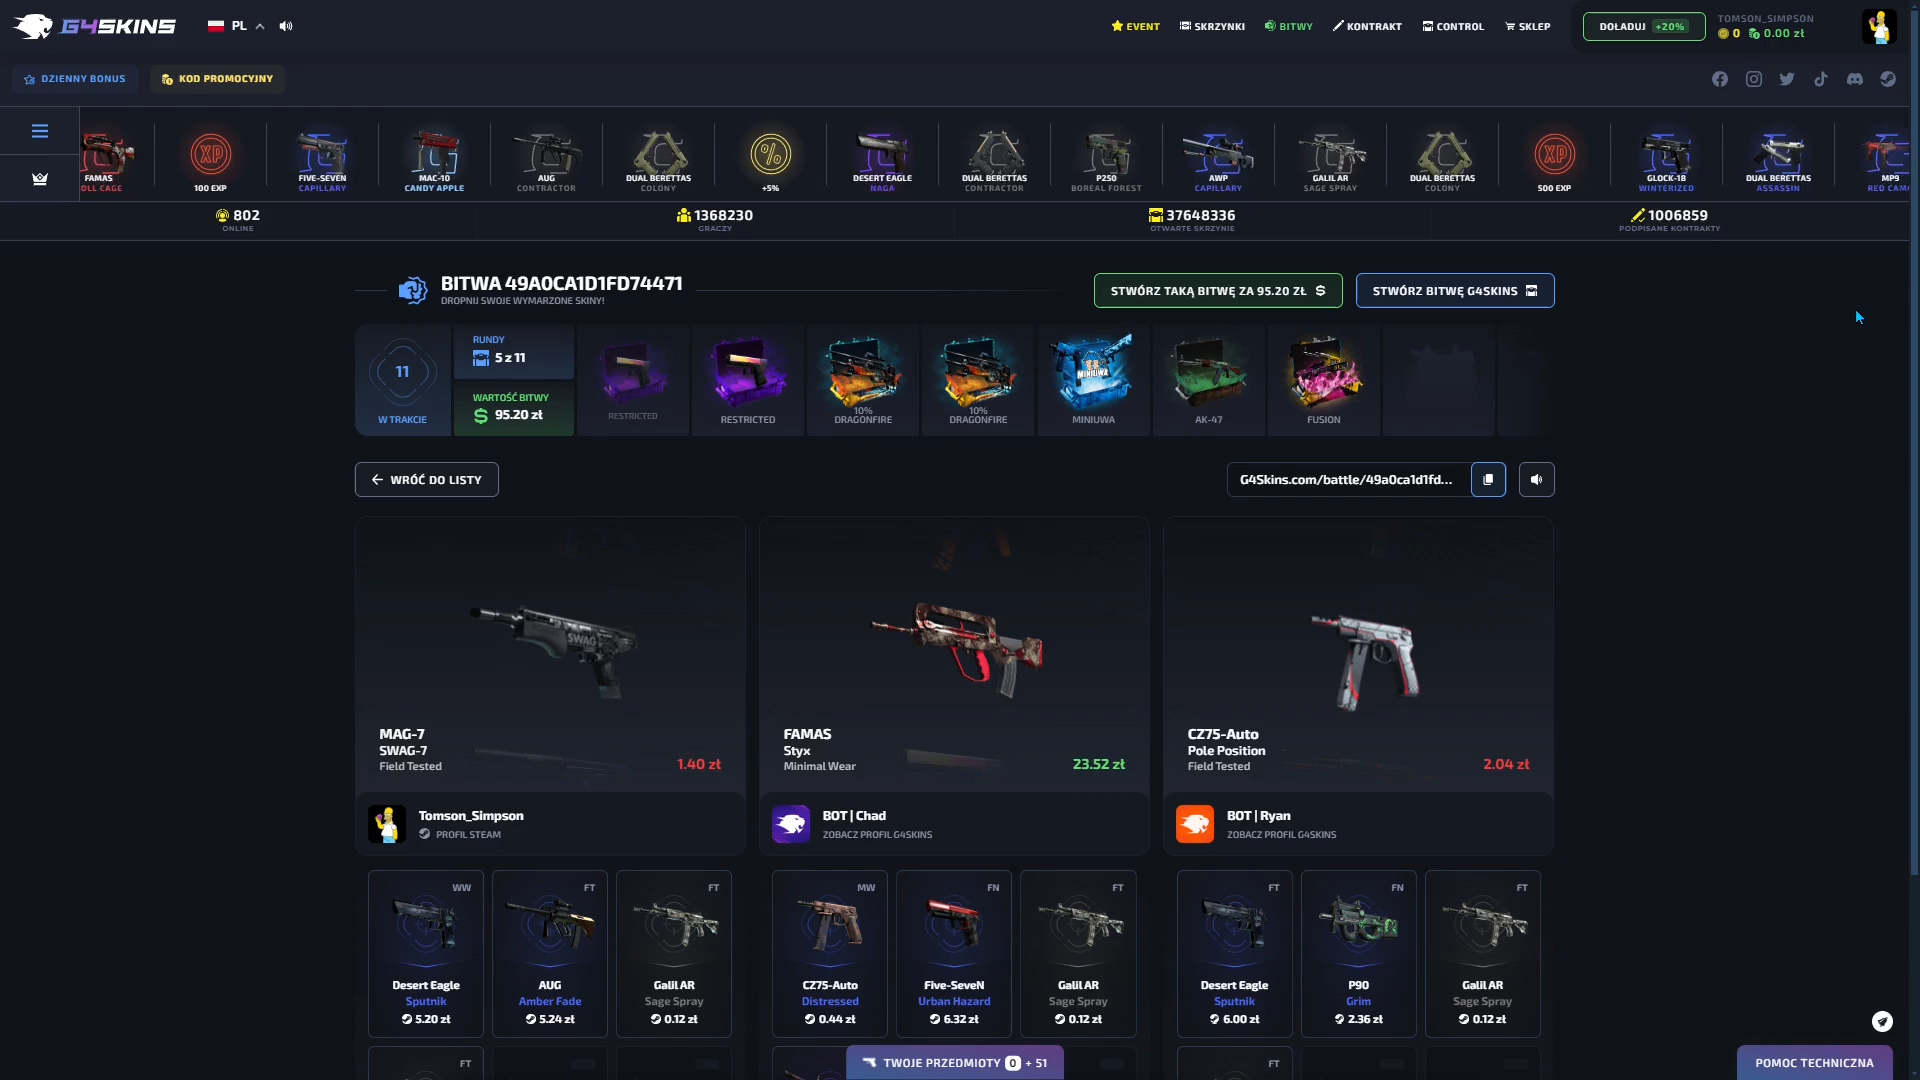 G4SKINS
PL
EVENT
SKRZYNKI
BITWY
KONTRAKT
CONTROL
SKLEP
DOŁADUJ +20%
TOMSON_SIMPSON
0 0.00 zł
DZIENNY BONUS
KOD PROMOCYJNY
FAMAS
OLL CAGE
XP
100 EXP
FIVE-SEVEN
CAPILLARY
MAC-10
CANDY APPLE
AUG
CONTRACTOR
DUAL BERETTAS
COLONY
%
+5%
DESERT EAGLE
NAGA
DUAL BERETTAS
CONTRACTOR
P250
BOREAL FOREST
AWP
CAPILLARY
GALIL AR
SAGE SPRAY
DUAL BERETTAS
COLONY
XP
500 EXP
GLOCK-18
WINTERIZED
DUAL BERETTAS
ASSASSIN
MP9
RED CAM
802
ONLINE
1368230
GRACZY
37648336
OTWARTE SKRZYNIE
1006859
PODPISANE KONTRAKTY
BITWA 49A0CA1D1FD74471
DROPNIJ SWOJE WYMARZONE SKINY!
STWÓRZ TAKĄ BITWĘ ZA 95.20 ZŁ $
STWÓRZ BITWĘ G4SKINS
11
W TRAKCIE
RUNDY
5 z 11
WARTOŚĆ BITWY
$ 95.20 zł
RESTRICTED
RESTRICTED
10%
DRAGONFIRE
10%
DRAGONFIRE
MINIUWA
MINIUWA
AK-47
FUSION
WRÓĆ DO LISTY
G4Skins.com/battle/49a0ca1d1fd...
SWAG
MAG-7
SWAG-7
Field Tested
1.40 zł
FAMAS
Styx
Minimal Wear
23.52 zł
CZ75-Auto
Pole Position
Field Tested
2.04 zł
Tomson_Simpson
PROFIL STEAM
BOT | Chad
ZOBACZ PROFIL G4SKINS
BOT | Ryan
ZOBACZ PROFIL G4SKINS
WW
Desert Eagle
Sputnik
5.20 zł
FT
AUG
Amber Fade
5.24 zł
FT
Galil AR
Sage Spray
0.12 zł
MW
CZ75-Auto
Distressed
0.44 zł
FN
Five-SeveN
Urban Hazard
6.32 zł
FT
Galil AR
Sage Spray
0.12 zł
FT
Desert Eagle
Sputnik
6.00 zł
FN
P90
Grim
2.36 zł
FT
Galil AR
Sage Spray
0.12 zł
FT
FT
TWOJE PRZEDMIOTY 0 + 51
POMOC TECHNICZNA